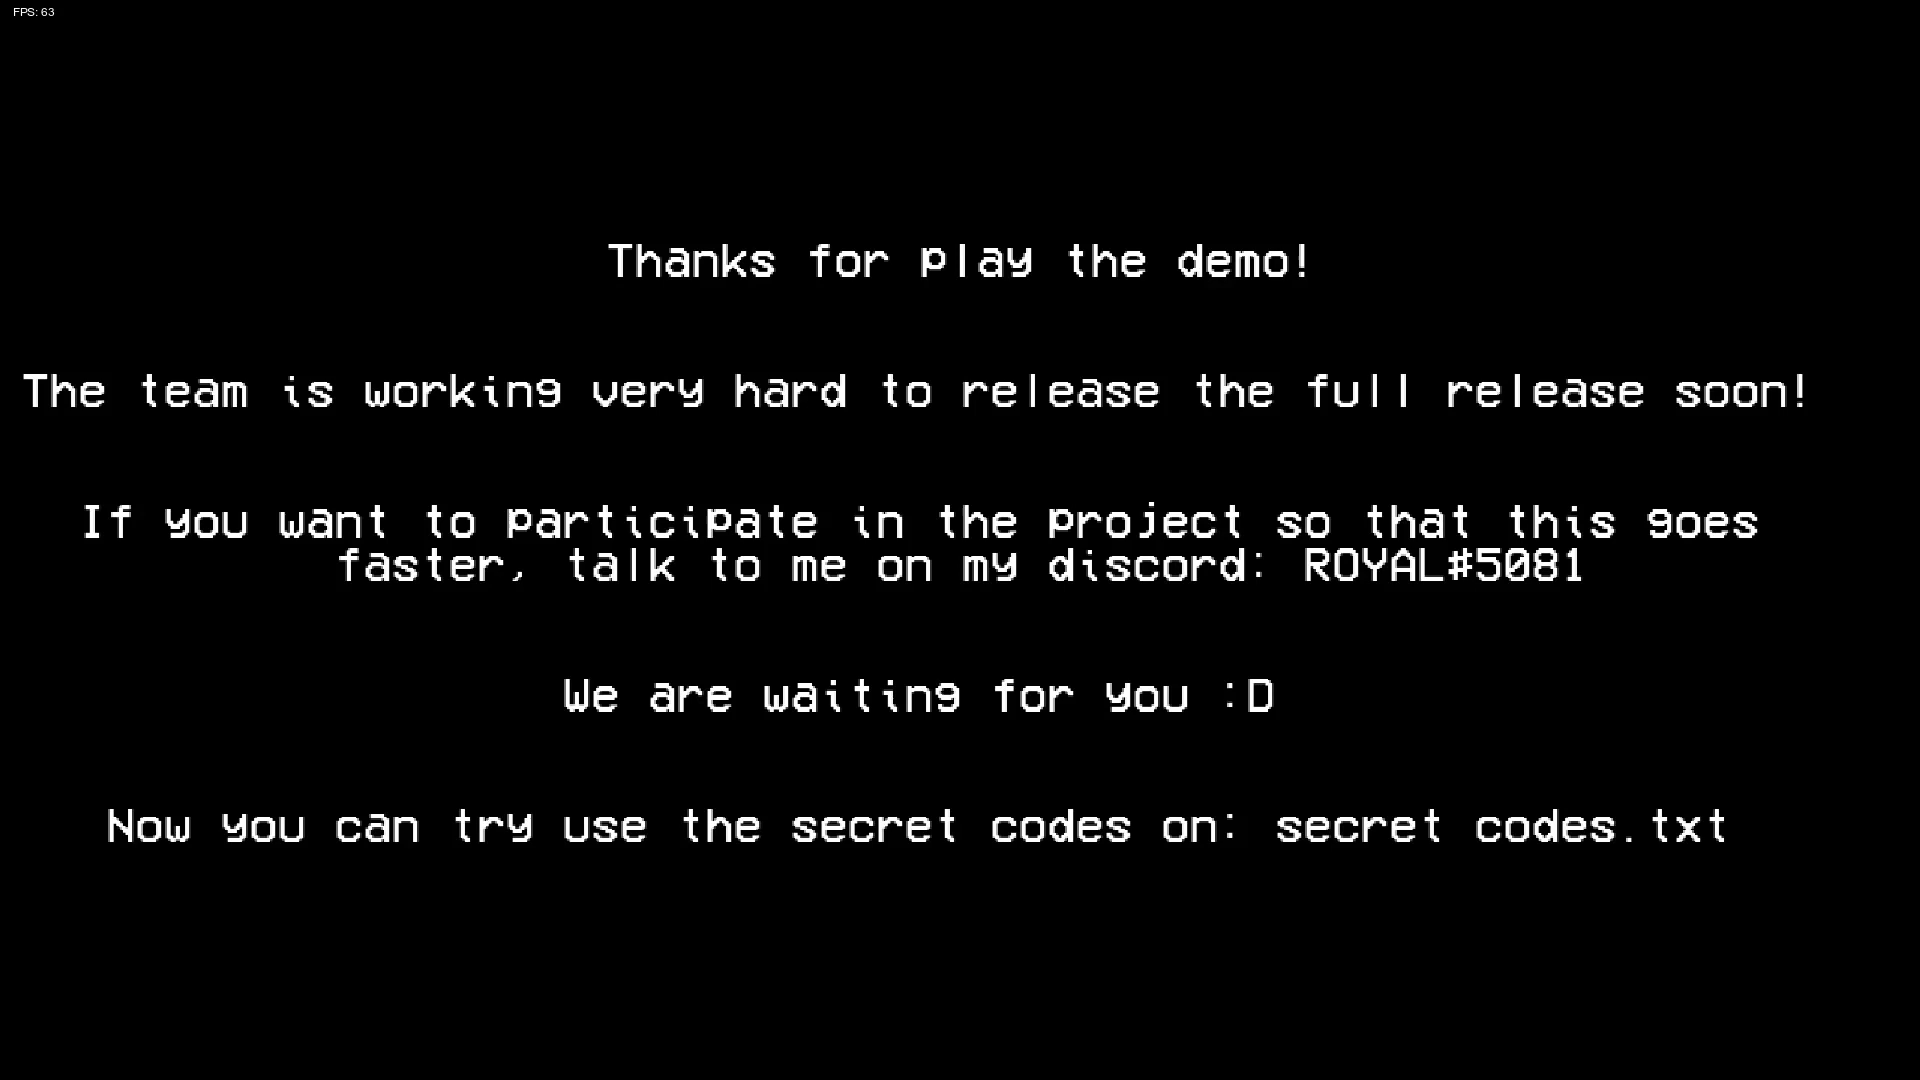 FPS: 63
Thanks for play the demo!
The team is working very hard to release the full release soon!
If you want to participate in the project so that this goes
faster, talk to me on my discord: ROYAL#5081
We are waiting for you :D
Now you can try use the secret codes on: secret codes.txt